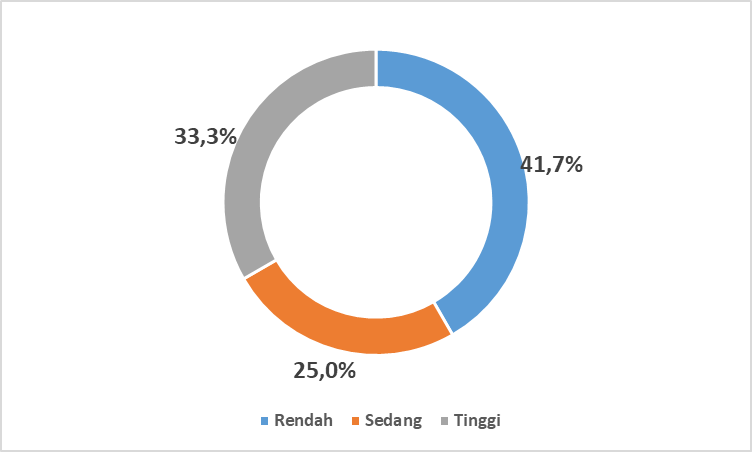 33,3%
41,7%
25,0%
Rendah Sedang Tinggi